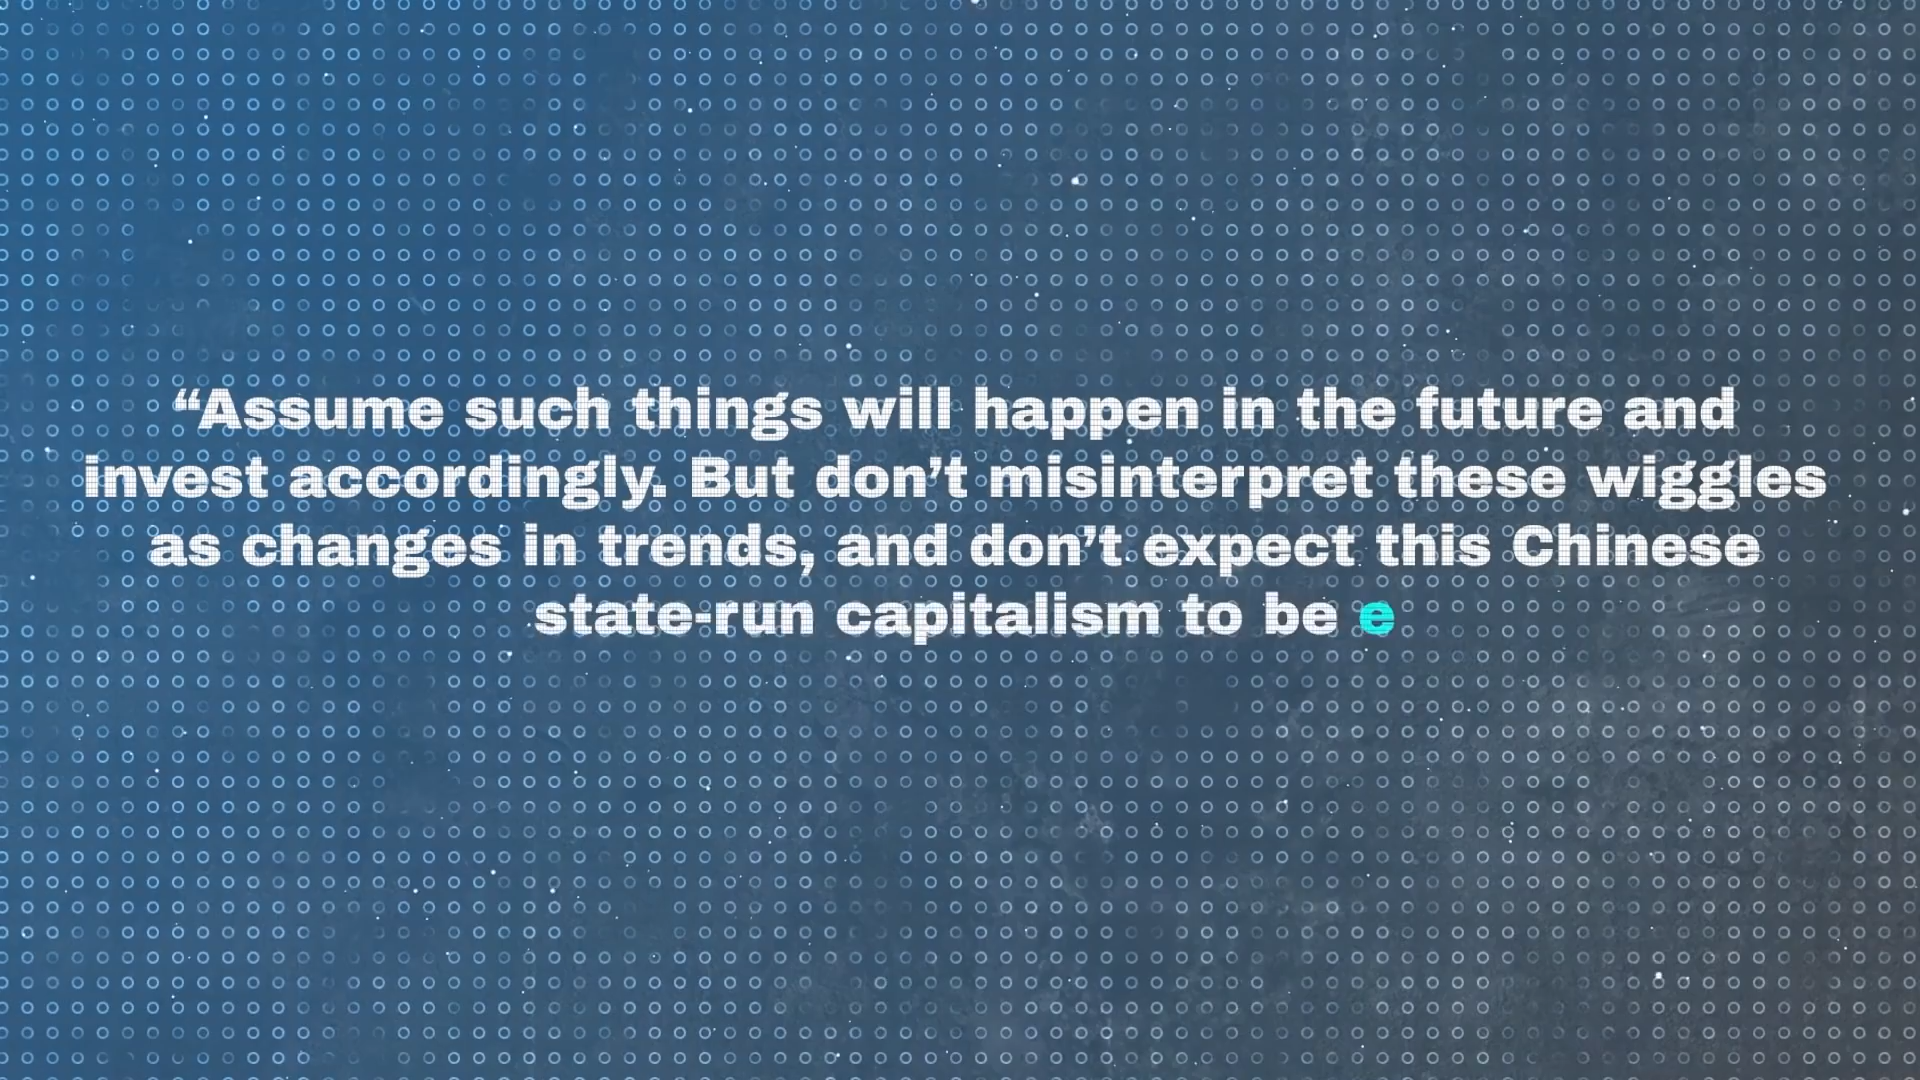 “Assume such things will happen in the future and
invest accordingly. But don’t misinterpret these wiggles
as changes in trends, and don’t expect this Chinese
state-run capitalism to be e